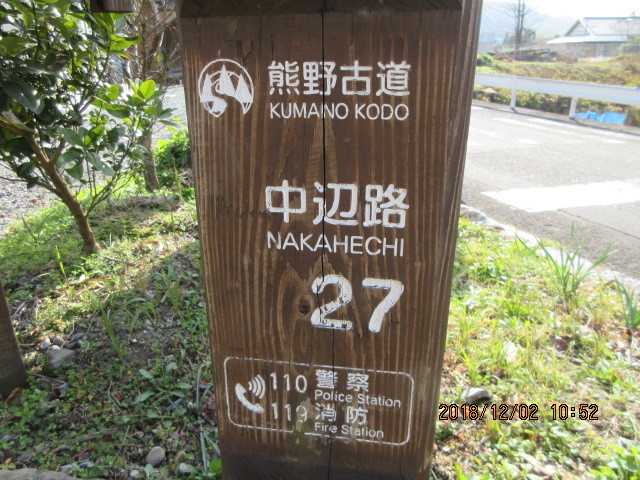 熊野古道
KUMANO KODO
中辺路
NAKAHECHI
27
110 警察
Police Station
119 消防
Fire Station
2018/12/02 10:52